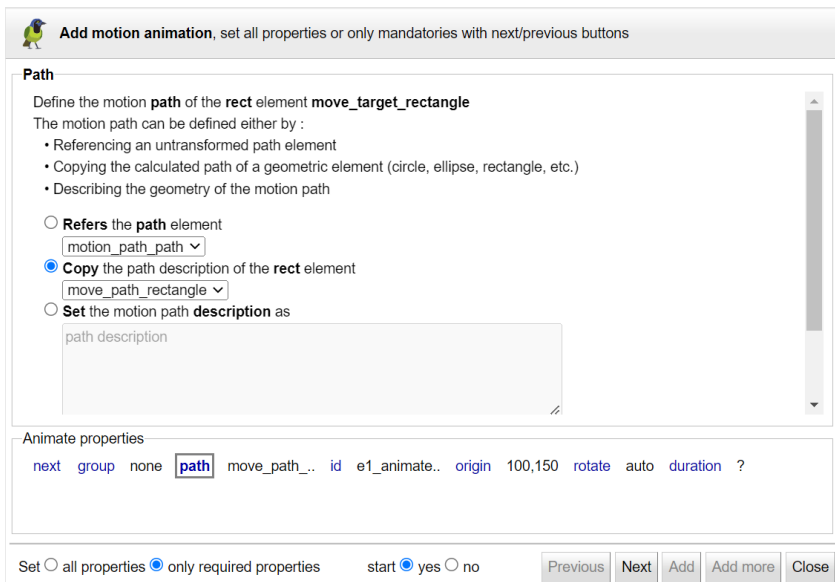 Add motion animation, set all properties or only mandatories with next/previous buttons
Path
Define the motion path of the rect element move_target_rectangle
The motion path can be defined either by :
• Referencing an untransformed path element
• Copying the calculated path of a geometric element (circle, ellipse, rectangle, etc.)
• Describing the geometry of the motion path
Refers the path element
motion_path_path
Copy the path description of the rect element
move_path_rectangle
Set the motion path description as
path description
Animate properties
next group none path move_path_.. id e1_animate.. origin 100,150 rotate auto duration ?
Set all properties only required properties start yes no Previous Next Add Add more Close